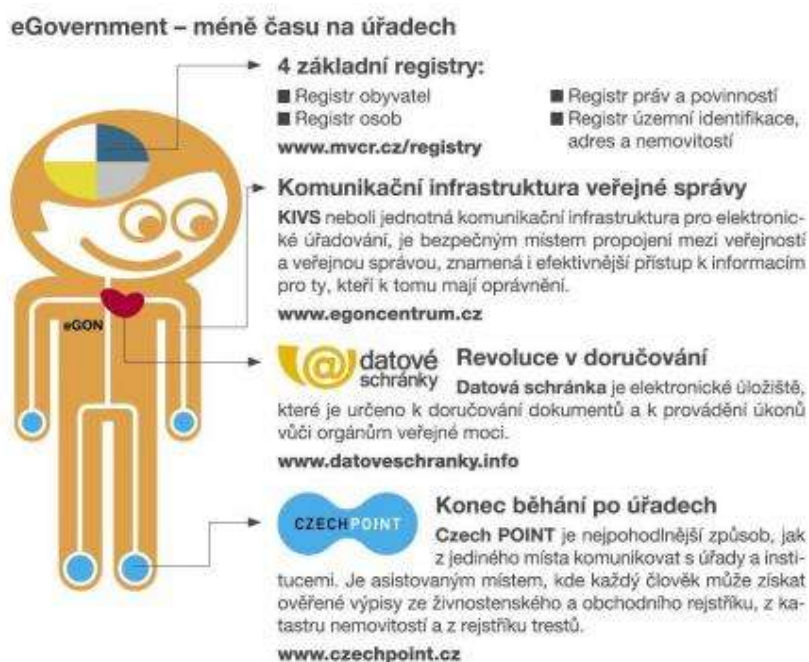 eGovernment – méně času na úřadech
4 základní registry:
■ Registr obyvatel
■ Registr osob
■ Registr práv a povinností
■ Registr územní identifikace,
adres a nemovitostí
www.mvcr.cz/registry
Komunikační infrastruktura veřejné správy
KIVS neboli jednotná komunikační infrastruktura pro elektronic-
ké úřadování, je bezpečným místem propojení mezi veřejností
a veřejnou správou, znamená i efektivnější přístup k informacím
pro ty, kteří k tomu mají oprávnění.
www.egoncentrum.cz
eGON
@ datové
schránky
Revoluce v doručování
Datová schránka je elektronické úložiště,
které je určeno k doručování dokumentů a k provádění úkonů
vůči orgánům veřejné moci.
www.datoveschranky.info
CZECHPOINT
Konec běhání po úřadech
Czech POINT je nejpohodlnější způsob, jak
z jediného místa komunikovat s úřady a insti-
tucemi. Je asistovaným místem, kde každý člověk může získat
ověřené výpisy ze živnostenského a obchodního rejstříku, z ka-
tastru nemovitostí a z rejstříku trestů.
www.czechpoint.cz